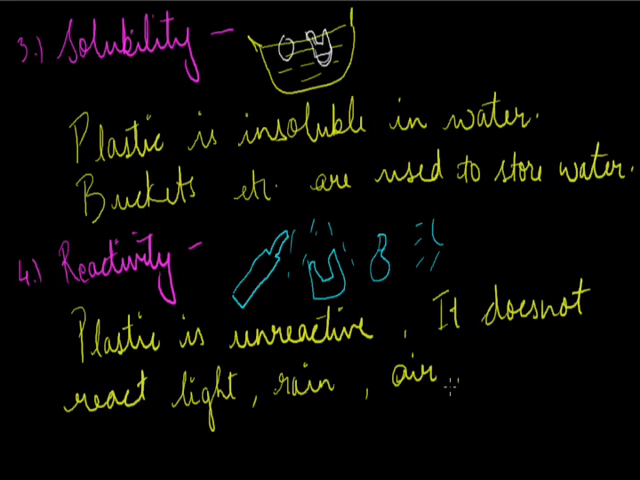 3.) Solubility -
Plastic is insoluble in water.
Buckets etc. are used to store water.
4.) Reactivity -
Plastic is unreactive. It doesnot
react light, rain, air